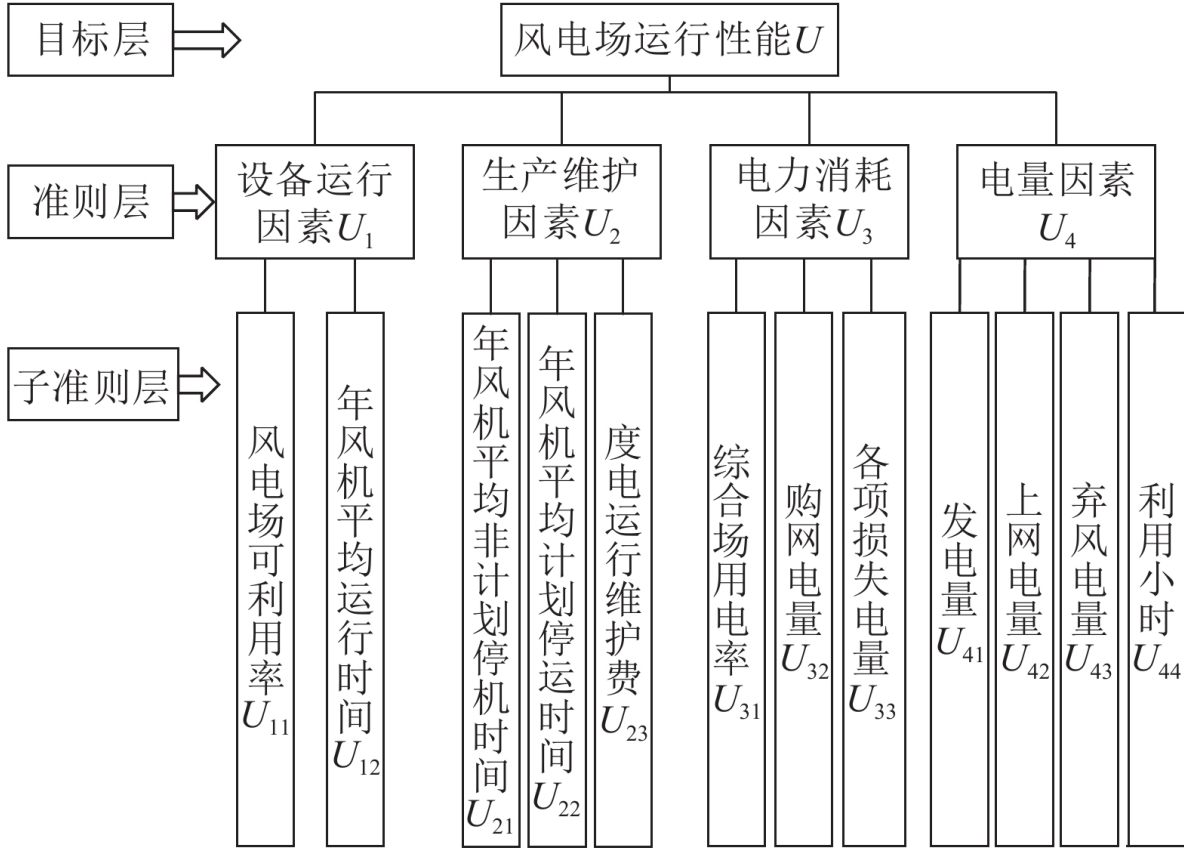 目标层
风电场运行性能U
准则层
设备运行
因素U₁
生产维护
因素U₂
电力消耗
因素U₃
电量因素
U₄
子准则层
风电场可利用率U₁₁
年风机平均运行时间U₁₂
年风机平均非计划停机时间U₂₁
年风机平均计划停运时间U₂₂
度电运行维护费U₂₃
综合场用电率U₃₁
购网电量U₃₂
各项损失电量U₃₃
发电量U₄₁
上网电量U₄₂
弃风电量U₄₃
利用小时U₄₄